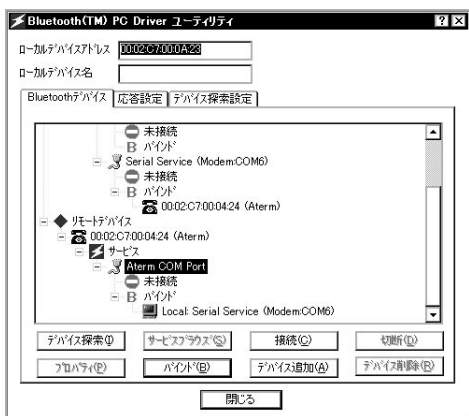 Bluetooth(TM) PC Driver ユーティリティ
ローカルデバイスアドレス 00:02:C7:00:0A:23
ローカルデバイス名
Bluetoothデバイス 応答設定 デバイス探索設定
未接続
B バインド
Serial Service (Modem:COM6)
未接続
B バインド
00:02:C7:00:04:24 (Aterm)
リモートデバイス
00:02:C7:00:04:24 (Aterm)
サービス
Aterm COM Port
未接続
B バインド
Local: Serial Service (Modem:COM6)
デバイス探索(I) サービスブラウズ(S) 接続(C) 切断(D)
プロパティ(P) バインド(B) デバイス追加(A) デバイス削除(R)
閉じる